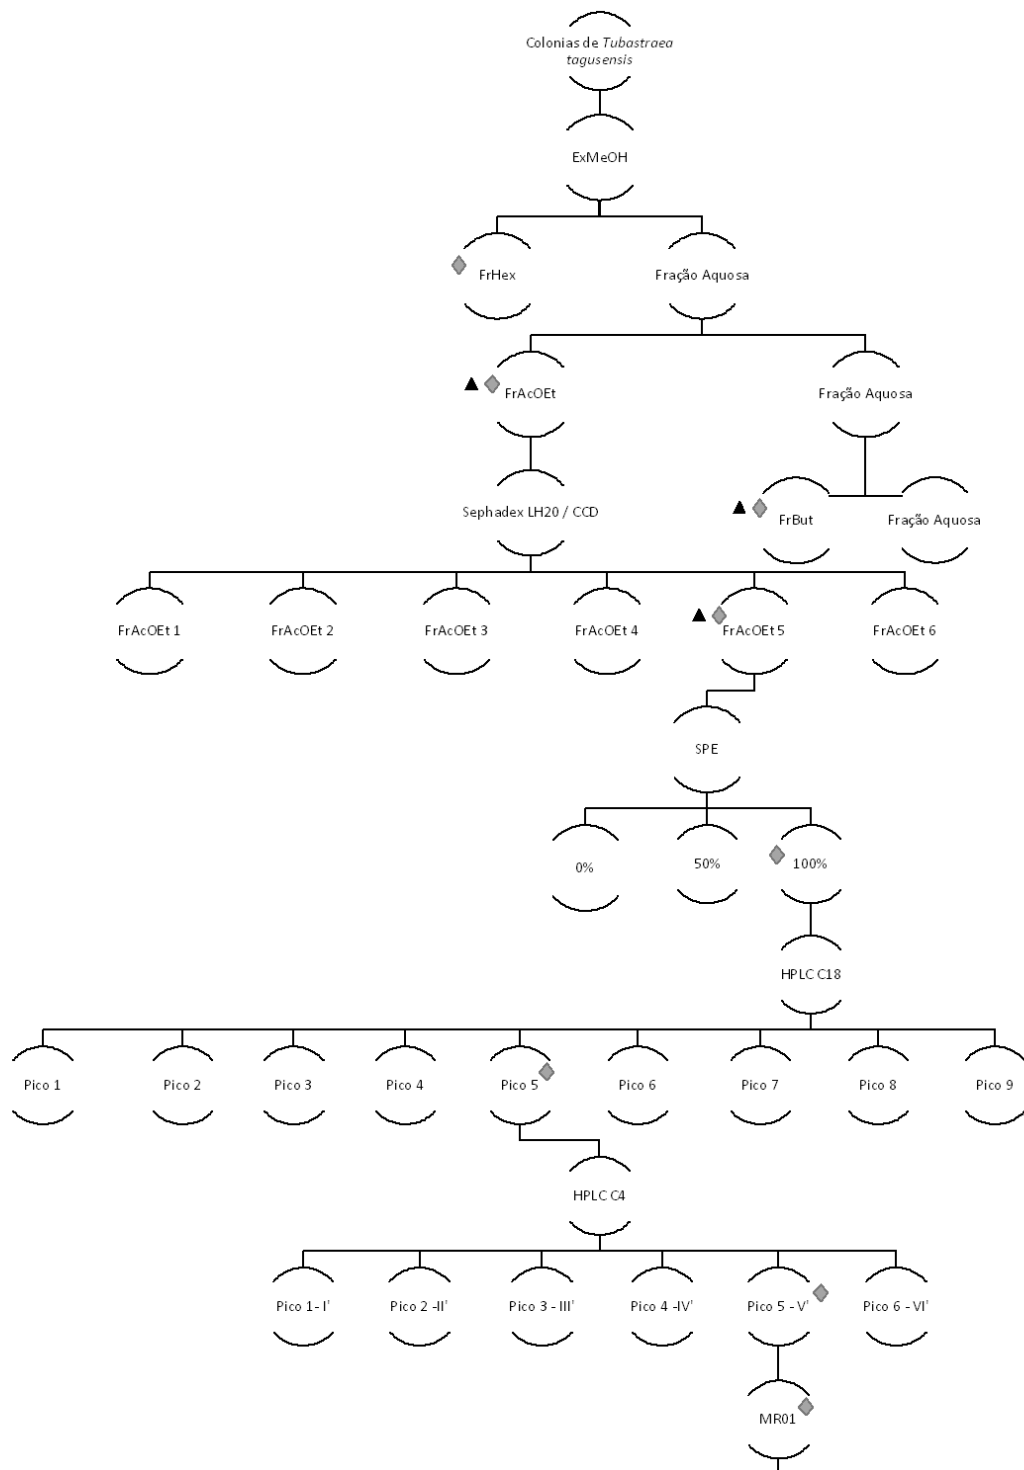 Colonias de Tubastraea
tagusensis
ExMeOH
FrHex
Fração Aquosa
FrAcOEt
Fração Aquosa
Sephadex LH20 / CCD
FrBut
Fração Aquosa
FrAcOEt 1
FrAcOEt 2
FrAcOEt 3
FrAcOEt 4
FrAcOEt 5
FrAcOEt 6
SPE
0%
50%
100%
HPLC C18
Pico 1
Pico 2
Pico 3
Pico 4
Pico 5
Pico 6
Pico 7
Pico 8
Pico 9
HPLC C4
Pico 1- I'
Pico 2 -II'
Pico 3 - III'
Pico 4 -IV'
Pico 5 - V'
Pico 6 - VI'
MR01